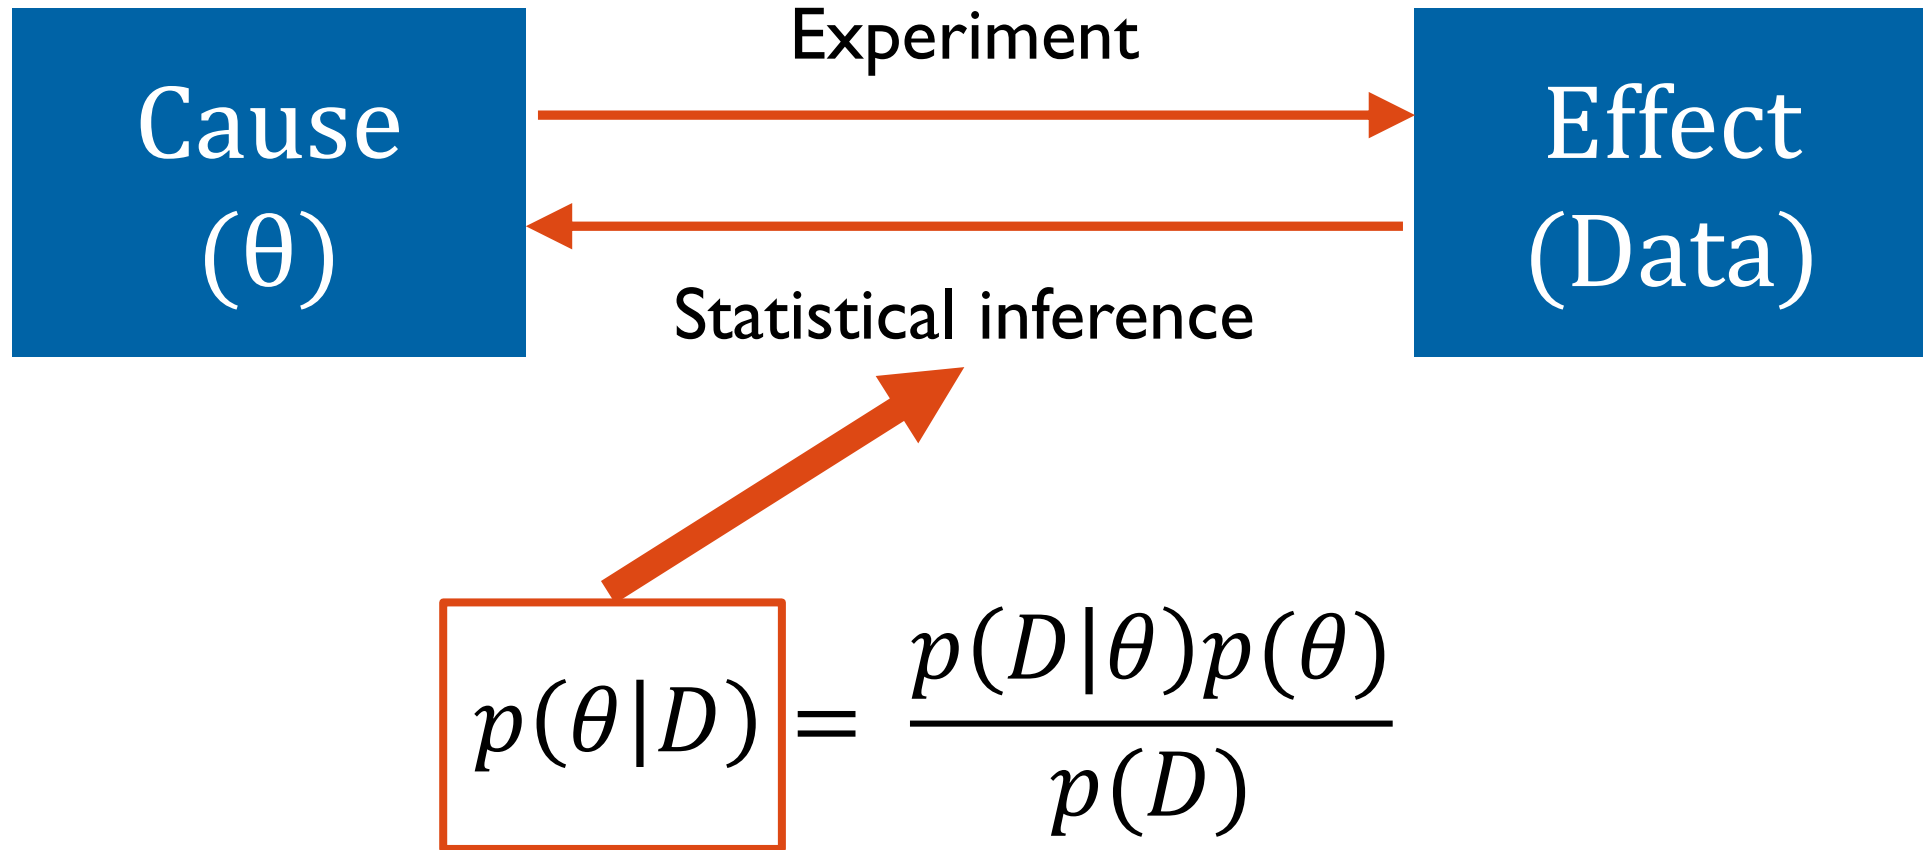 Cause
(θ)
Experiment
Statistical inference
Effect
(Data)
p(θ|D) = p(D|θ)p(θ)
p(D)